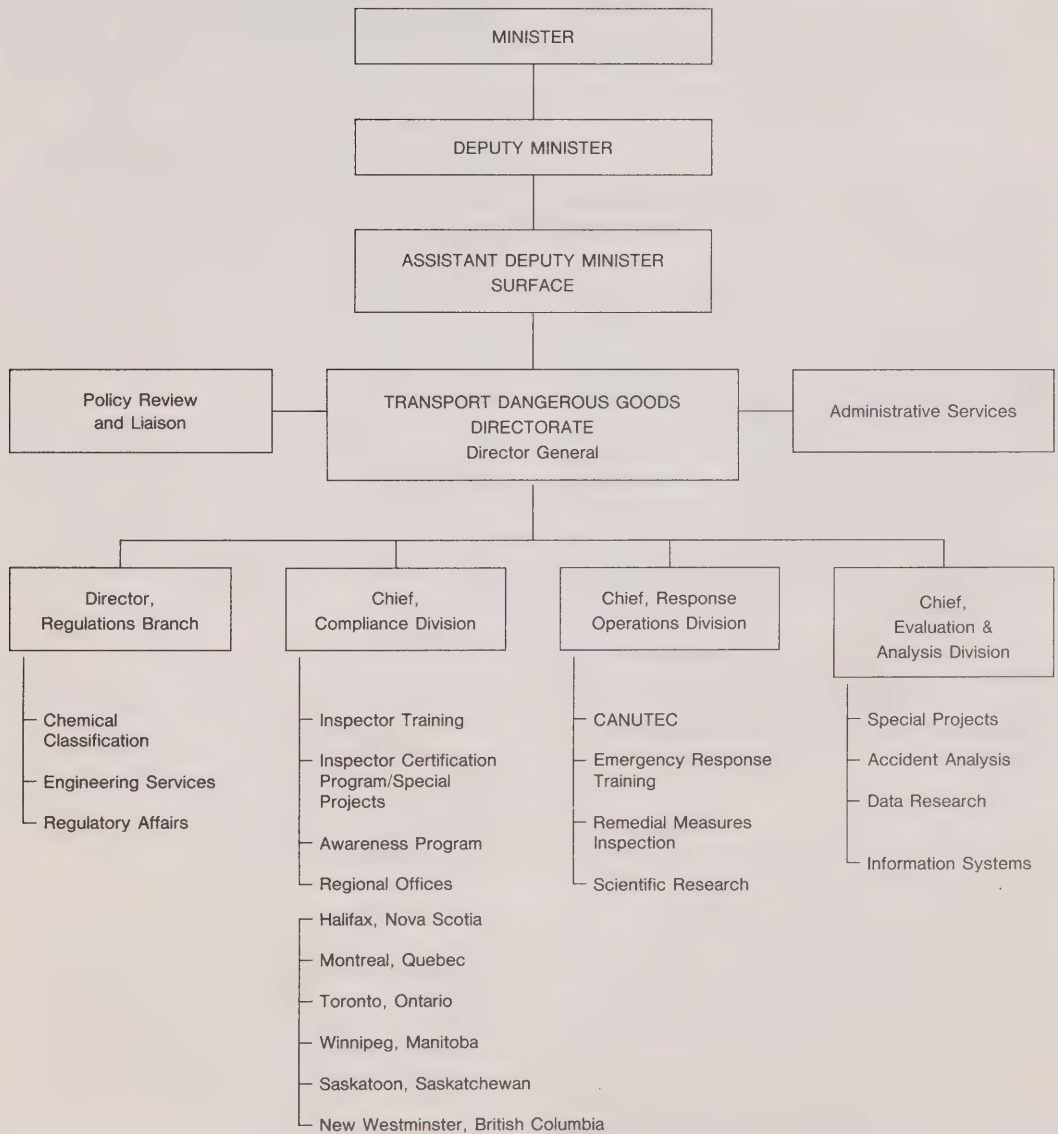 MINISTER
DEPUTY MINISTER
ASSISTANT DEPUTY MINISTER
SURFACE
Policy Review
and Liaison
TRANSPORT DANGEROUS GOODS
DIRECTORATE
Director General
Administrative Services
Director,
Regulations Branch
Chemical
Classification
Engineering Services
Regulatory Affairs
Chief,
Compliance Division
Inspector Training
Inspector Certification
Program/Special
Projects
Awareness Program
Regional Offices
Halifax, Nova Scotia
Montreal, Quebec
Toronto, Ontario
Winnipeg, Manitoba
Saskatoon, Saskatchewan
New Westminster, British Columbia
Chief, Response
Operations Division
CANUTEC
Emergency Response
Training
Remedial Measures
Inspection
Scientific Research
Chief,
Evaluation &
Analysis Division
Special Projects
Accident Analysis
Data Research
Information Systems